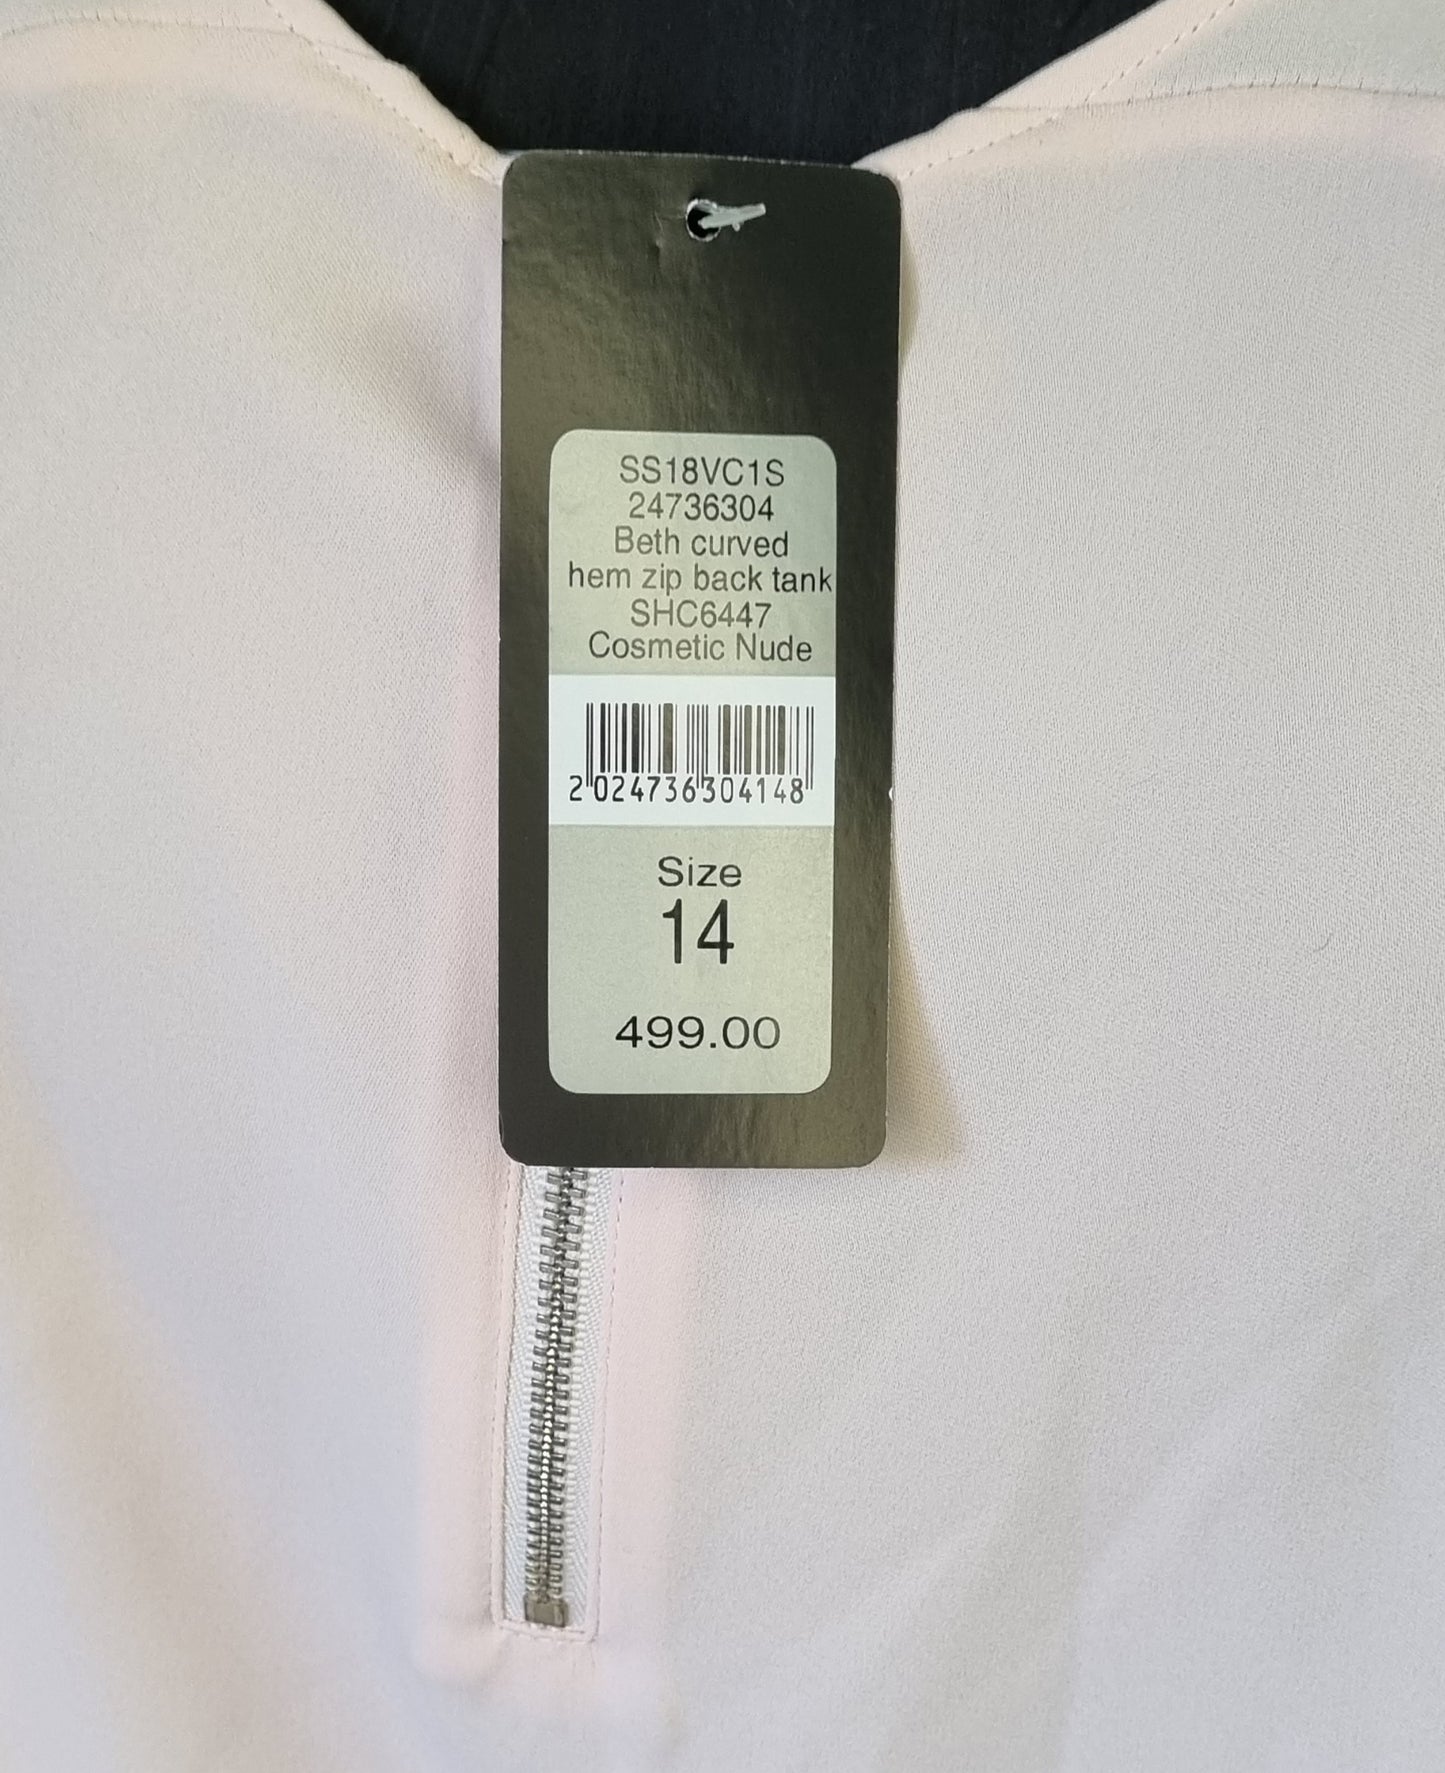 SS18VC1S
24736304
Beth curved
hem zip back tank
SHC6447
Cosmetic Nude
2 024736 304148
Size
14
499.00